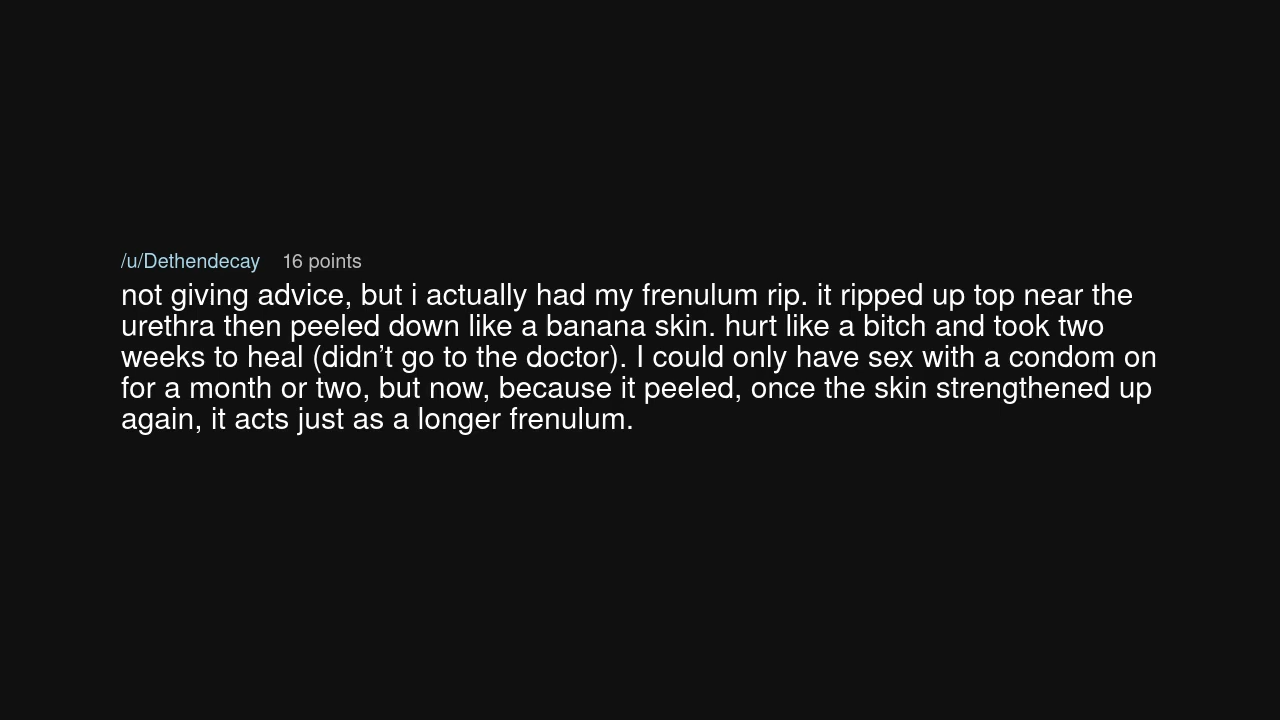 /u/Dethendecay 16 points
not giving advice, but i actually had my frenulum rip. it ripped up top near the
urethra then peeled down like a banana skin. hurt like a bitch and took two
weeks to heal (didn’t go to the doctor). I could only have sex with a condom on
for a month or two, but now, because it peeled, once the skin strengthened up
again, it acts just as a longer frenulum.